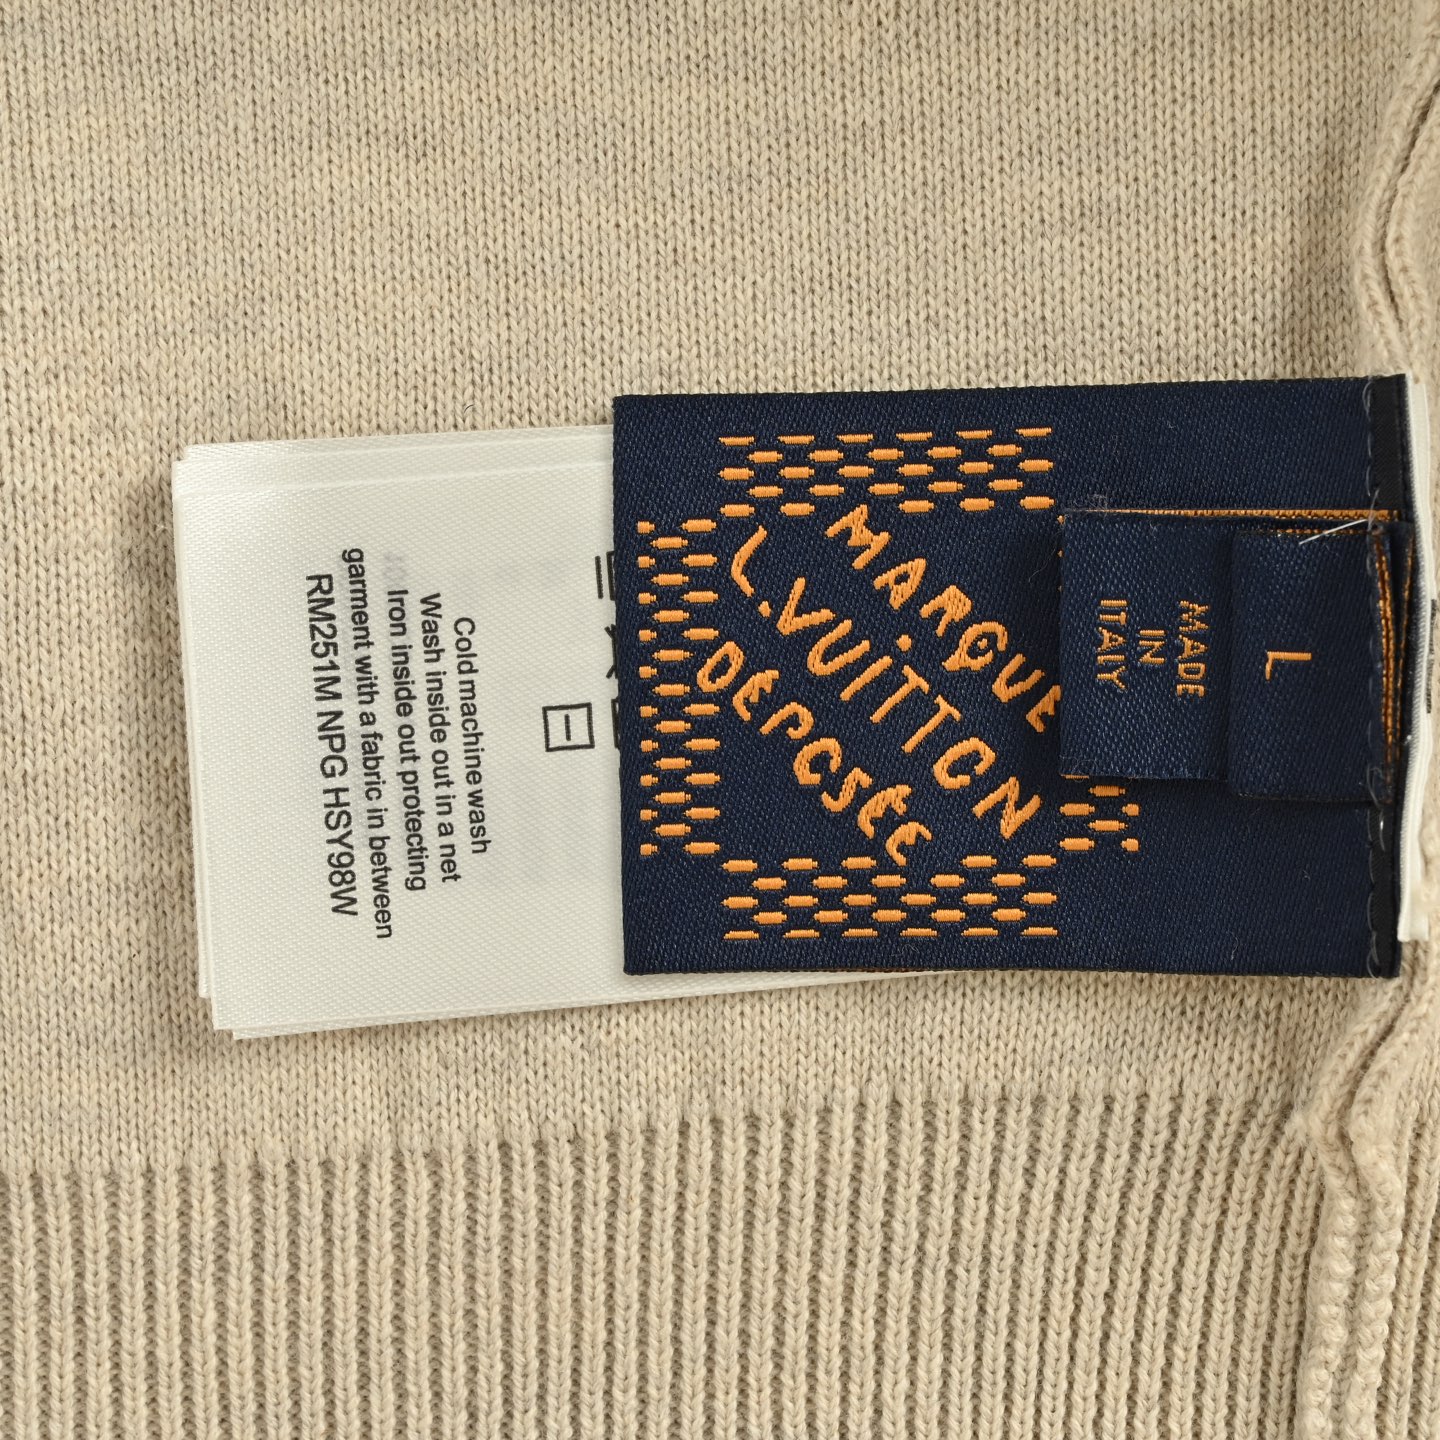 Cold machine wash
Wash inside out in a net
Iron inside out protecting
garment with a fabric in between
RM251M NPG HSY98W
MARQUE
L.VUITTON
DÉPOSÉE
MADE
IN
ITALY
L